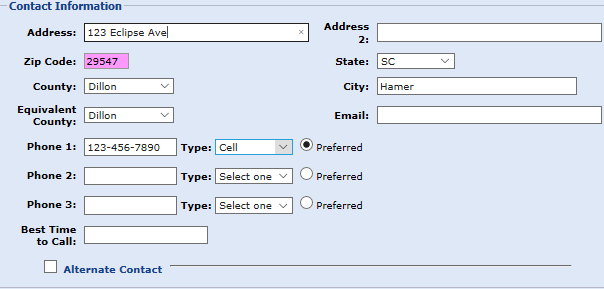 Contact Information
Address: 123 Eclipse Ave × Address 2:
Zip Code: 29547 State: SC
County: Dillon City: Hamer
Equivalent County: Dillon Email:
Phone 1: 123-456-7890 Type: Cell Preferred
Phone 2: Type: Select one Preferred
Phone 3: Type: Select one Preferred
Best Time to Call:
Alternate Contact